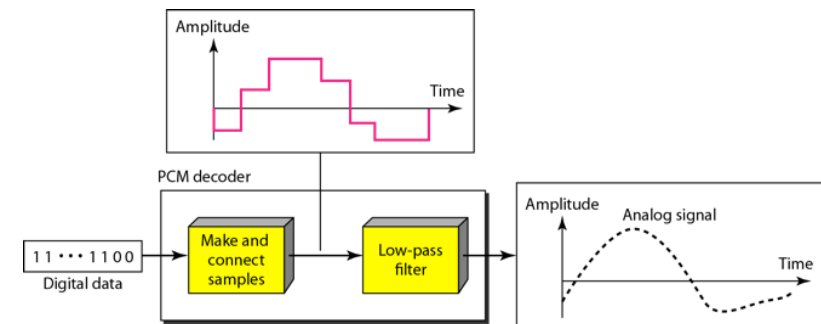 Amplitude
Time
PCM decoder
Make and
connect
samples
Low-pass
filter
11 ··· 1100
Digital data
Amplitude
Analog signal
Time